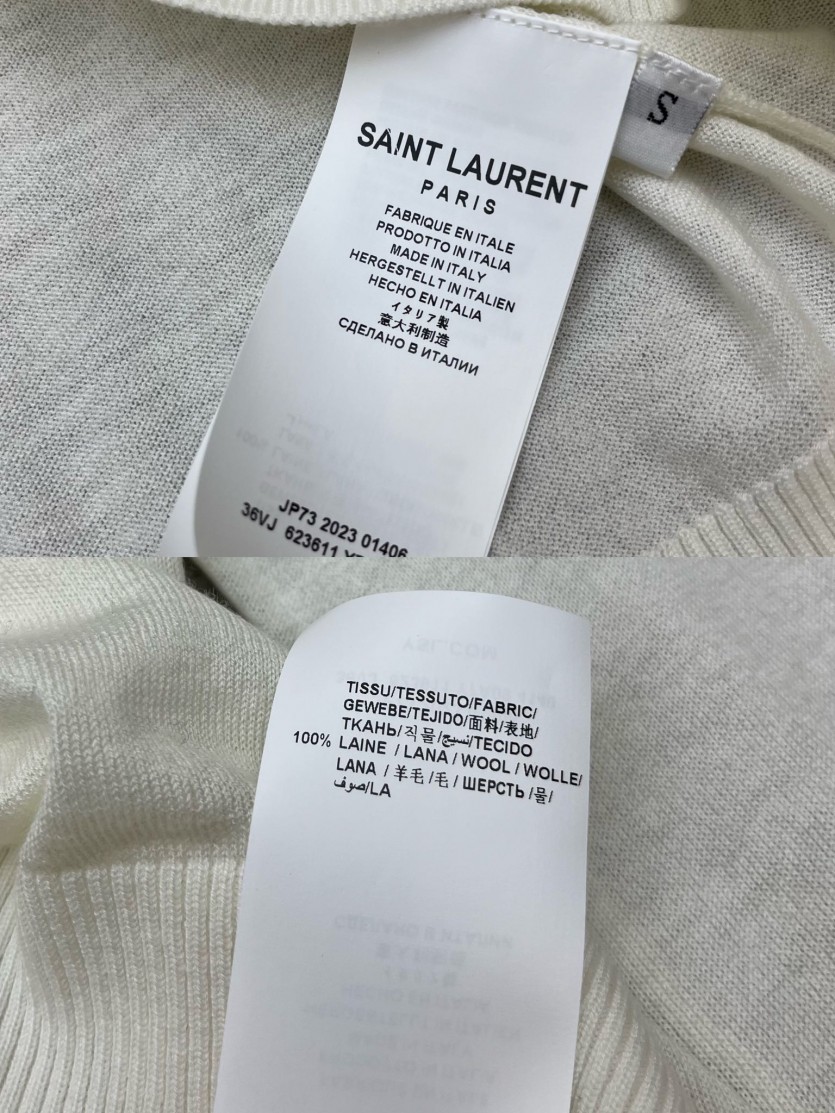 SAINT LAURENT
PARIS
S
FABRIQUE EN ITALE
PRODOTTO IN ITALIA
MADE IN ITALY
HERGESTELLT IN ITALIEN
HECHO EN ITALIA
イタリア製
意大利制造
СДЕЛАНО В ИТАЛИИ
JP73 2023 01406
36VJ 623611
TISSU/TESSUTO/FABRIC/
GEWEBE/TEJIDO/面料/表地/
ТКАНЬ/직물/نسيج/TECIDO
100% LAINE / LANA / WOOL / WOLLE/
LANA / 羊毛 / 毛 / ШЕРСТЬ /물/
صوف/LA